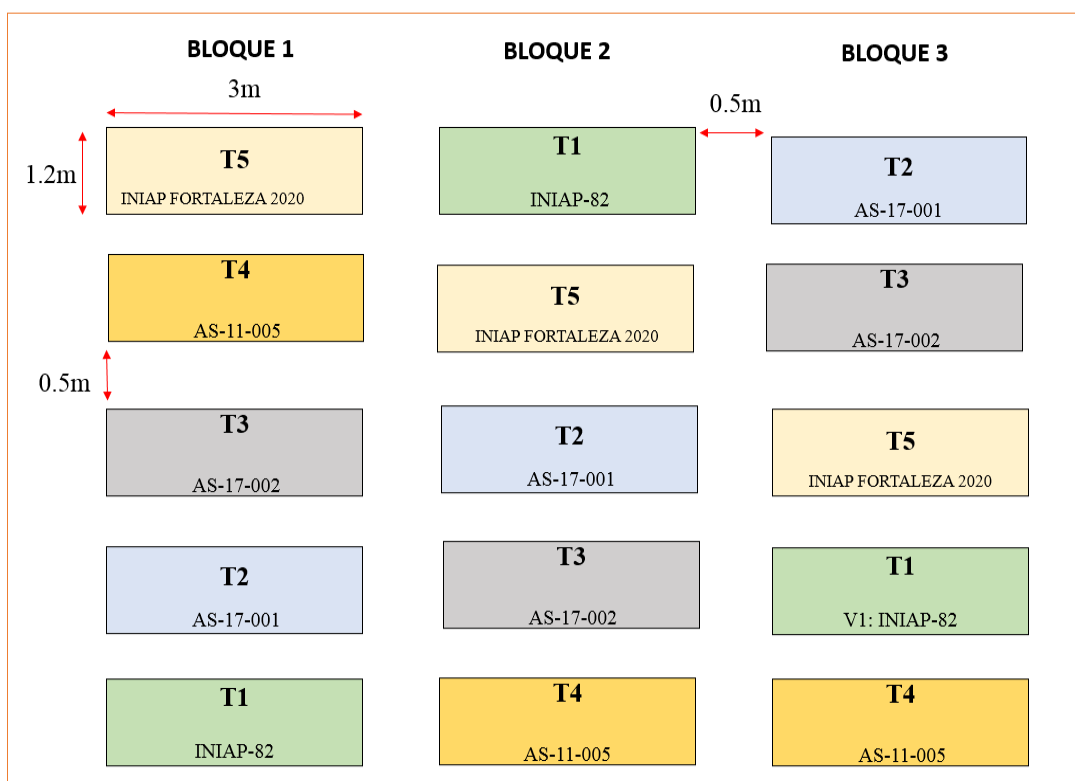 BLOQUE 1
BLOQUE 2
BLOQUE 3
3m
0.5m
1.2m
T5
INIAP FORTALEZA 2020
T1
INIAP-82
T2
AS-17-001
T4
AS-11-005
T5
INIAP FORTALEZA 2020
T3
AS-17-002
0.5m
T3
AS-17-002
T2
AS-17-001
T5
INIAP FORTALEZA 2020
T2
AS-17-001
T3
AS-17-002
T1
V1: INIAP-82
T1
INIAP-82
T4
AS-11-005
T4
AS-11-005